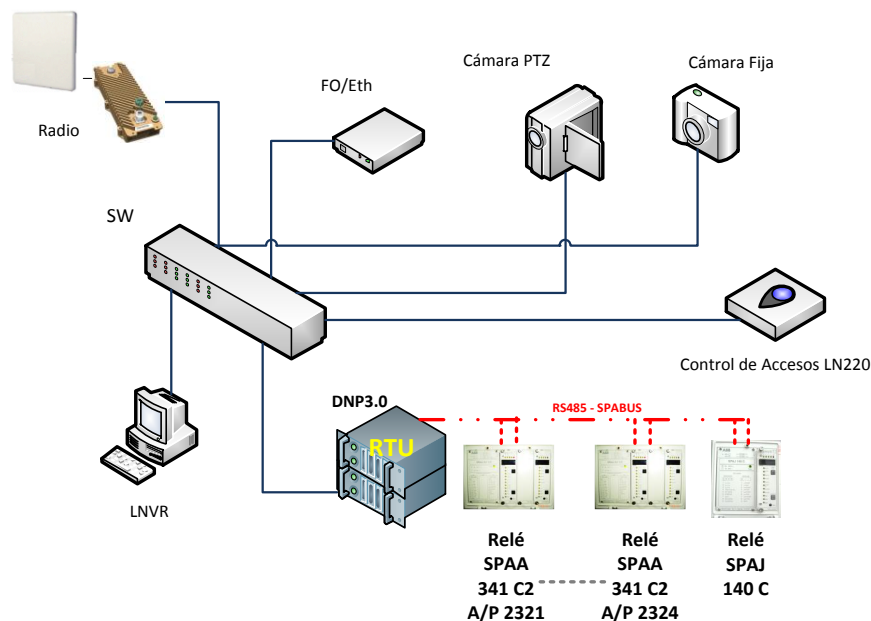 Cámara PTZ
Cámara Fija
FO/Eth
Radio
SW
Control de Accesos LN220
DNP3.0
RS485 - SPABUS
RTU
LNVR
Relé
SPAA
341 C2
A/P 2321
Relé
SPAA
341 C2
A/P 2324
Relé
SPAJ
140 C